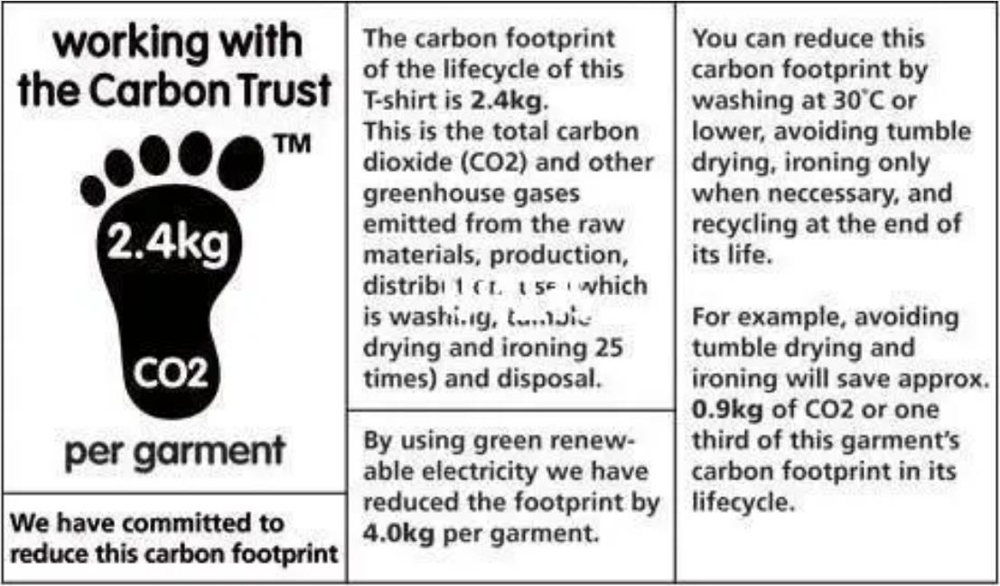 working with
the Carbon Trust
TM
2.4kg
CO2
per garment
We have committed to
reduce this carbon footprint
The carbon footprint
of the lifecycle of this
T-shirt is 2.4kg.
This is the total carbon
dioxide (CO2) and other
greenhouse gases
emitted from the raw
materials, production,
which
is washing,
drying and ironing 25
times) and disposal.
By using green renew-
able electricity we have
reduced the footprint by
4.0kg per garment.
You can reduce this
carbon footprint by
washing at 30°C or
lower, avoiding tumble
drying, ironing only
when neccessary, and
recycling at the end of
its life.
For example, avoiding
tumble drying and
ironing will save approx.
0.9kg of CO2 or one
third of this garment's
carbon footprint in its
lifecycle.